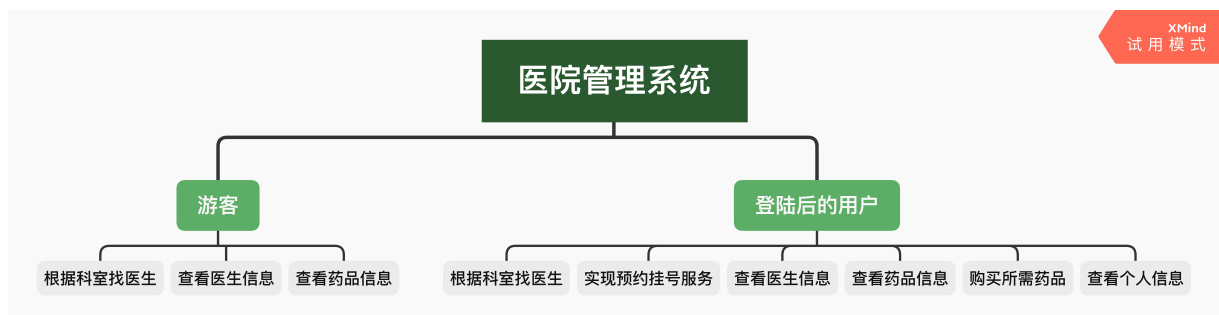 XMind
试用模式
医院管理系统
游客
登陆后的用户
根据科室找医生
查看医生信息
查看药品信息
根据科室找医生
实现预约挂号服务
查看医生信息
查看药品信息
购买所需药品
查看个人信息